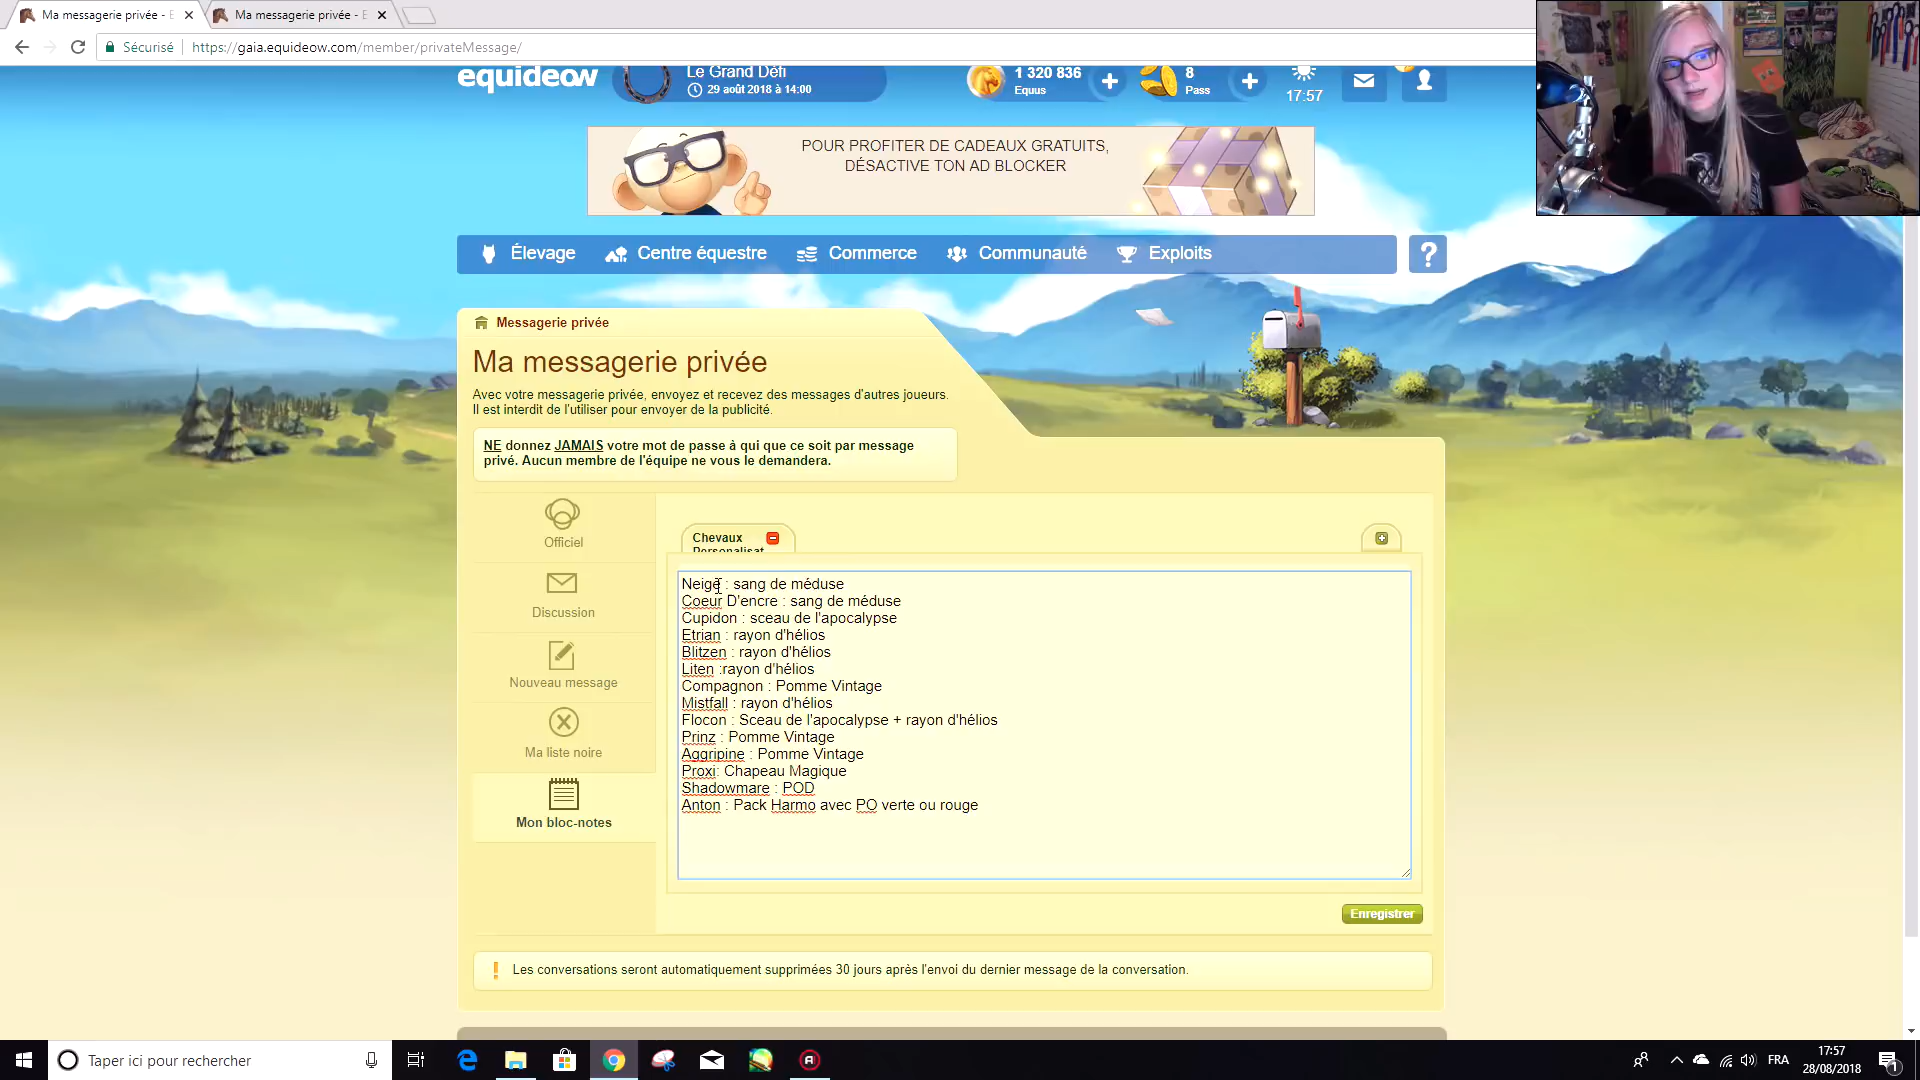 Ma messagerie privée - E
Ma messagerie privée - E
Sécurisé
https://gaia.equideow.com/member/privateMessage/
equideow
Le Grand Défi
29 août 2018 à 14:00
1 320 836
Equus
8
Pass
17:57
POUR PROFITER DE CADEAUX GRATUITS,
DÉSACTIVE TON AD BLOCKER
Élevage
Centre équestre
Commerce
Communauté
Exploits
?
Messagerie privée
Ma messagerie privée
Avec votre messagerie privée, envoyez et recevez des messages d'autres joueurs.
Il est interdit de l'utiliser pour envoyer de la publicité.
NE donnez JAMAIS votre mot de passe à qui que ce soit par message
privé. Aucun membre de l'équipe ne vous le demandera.
Officiel
Discussion
Nouveau message
Ma liste noire
Mon bloc-notes
Chevaux
Personalisat
Neige : sang de méduse
Coeur D'encre : sang de méduse
Cupidon : sceau de l'apocalypse
Etrian : rayon d'hélios
Blitzen : rayon d'hélios
Liten :rayon d'hélios
Compagnon : Pomme Vintage
Mistfall : rayon d'hélios
Flocon : Sceau de l'apocalypse + rayon d'hélios
Prinz : Pomme Vintage
Aggripine : Pomme Vintage
Proxi: Chapeau Magique
Shadowmare : POD
Anton : Pack Harmo avec PO verte ou rouge
Enregistrer
Les conversations seront automatiquement supprimées 30 jours après l'envoi du dernier message de la conversation.
Taper ici pour rechercher
FRA
17:57
28/08/2018
1